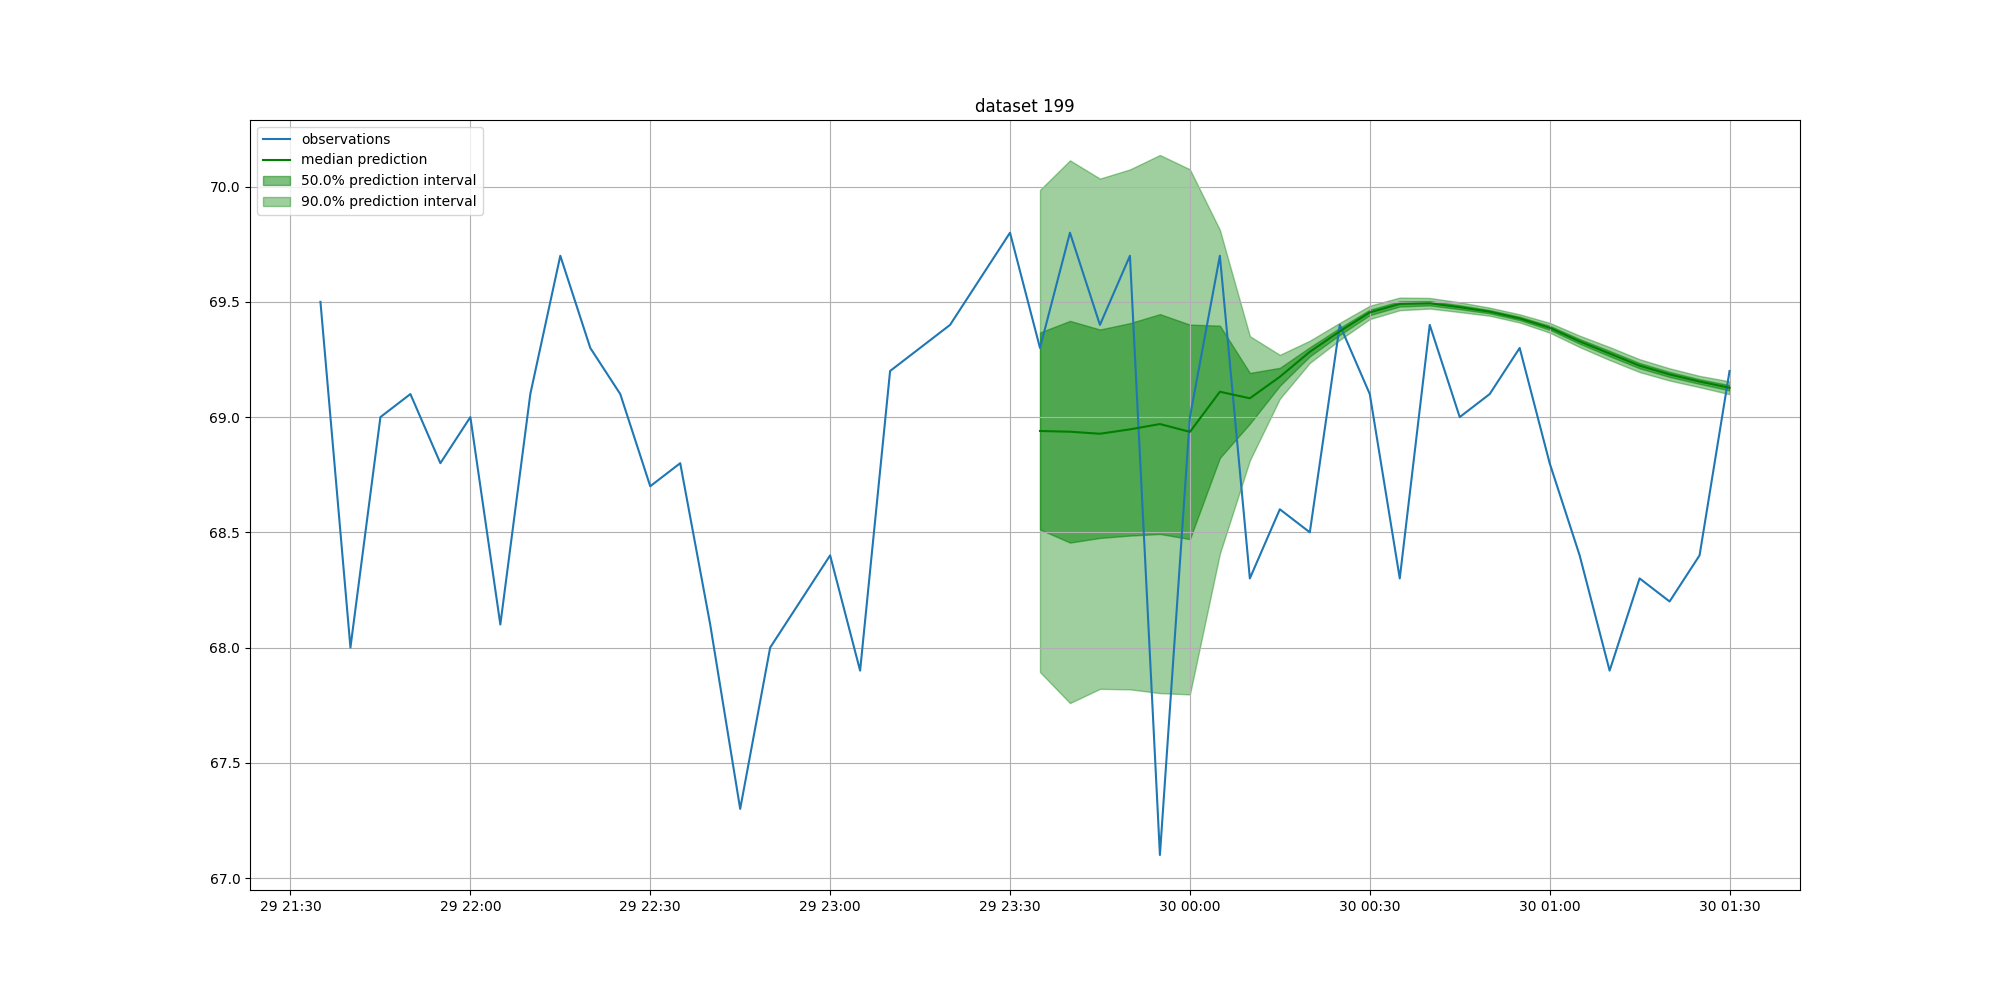 dataset 199
observations
median prediction
50.0% prediction interval
90.0% prediction interval
70.0
69.5
69.0
68.5
68.0
67.5
67.0
29 21:30 29 22:00 29 22:30 29 23:00 29 23:30 30 00:00 30 00:30 30 01:00 30 01:30